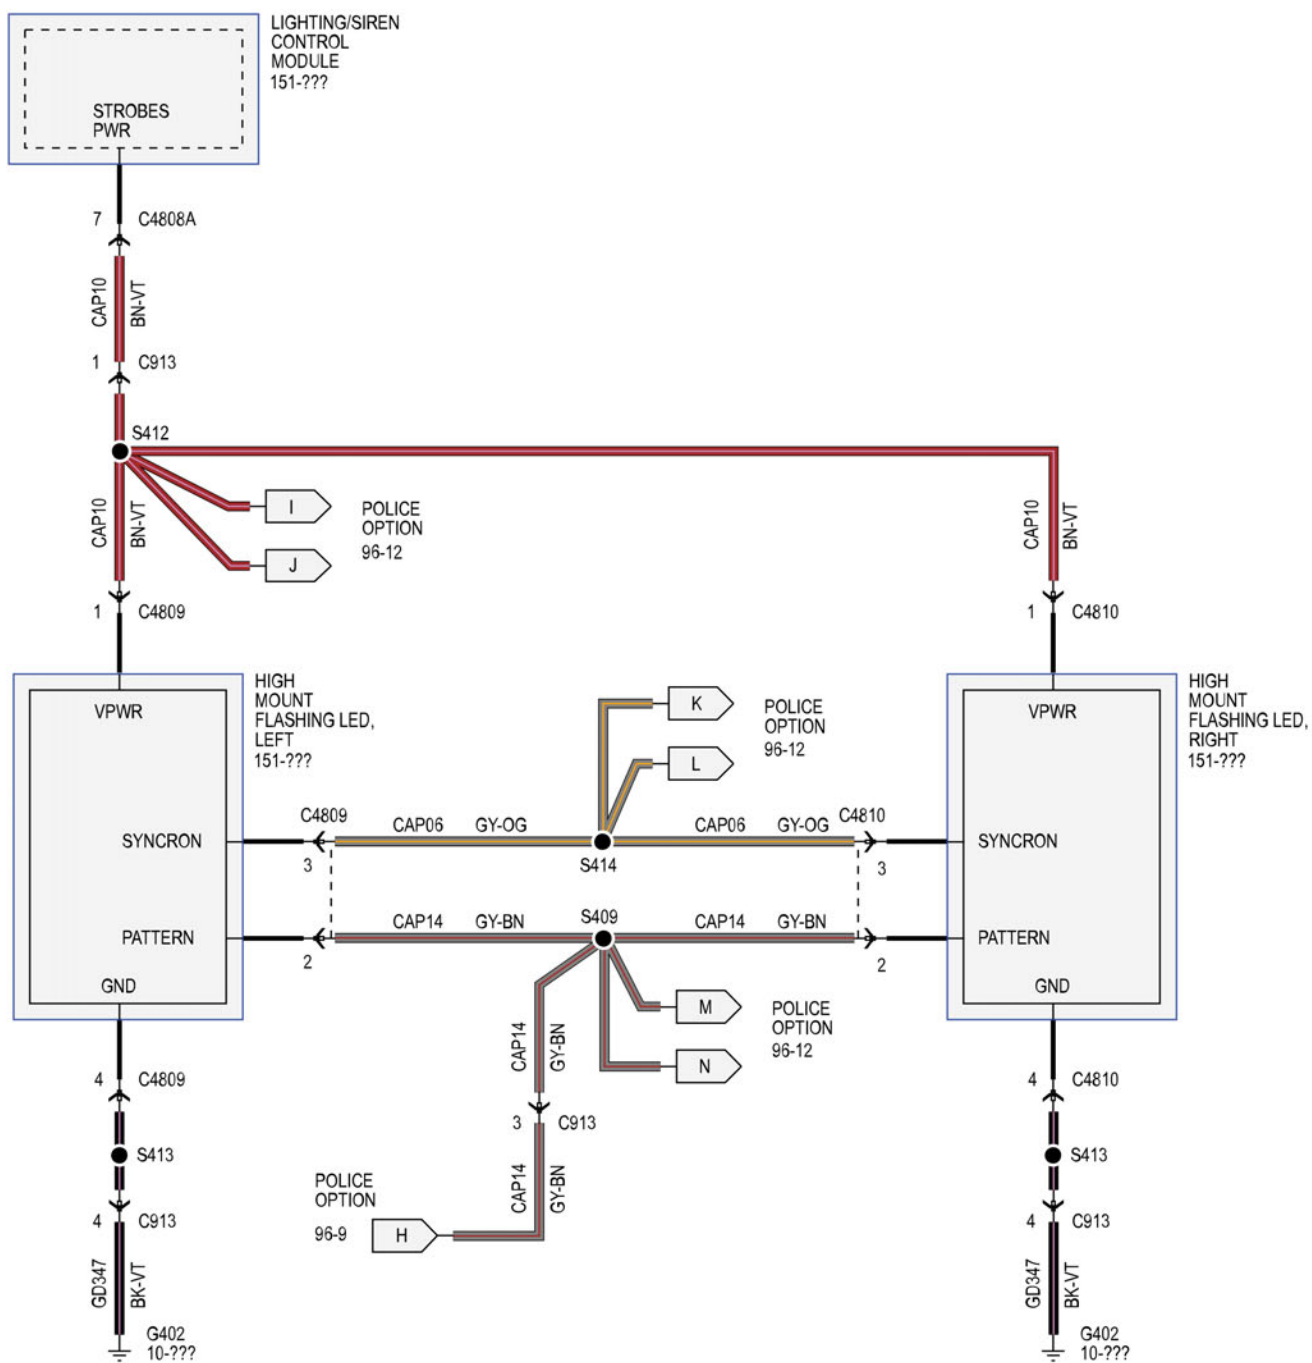 LIGHTING/SIREN
CONTROL
MODULE
151-???
STROBES
PWR
7 C4808A
CAP10 BN-VT
1 C913
S412
CAP10 BN-VT
I
J
POLICE
OPTION
96-12
CAP10 BN-VT
1 C4809
1 C4810
HIGH
MOUNT
FLASHING LED,
LEFT
151-???
VPWR
K
L
POLICE
OPTION
96-12
VPWR
HIGH
MOUNT
FLASHING LED,
RIGHT
151-???
SYNCRON
C4809
3
CAP06 GY-OG
S414
CAP06 GY-OG
C4810
3
SYNCRON
PATTERN
2
CAP14 GY-BN
S409
CAP14 GY-BN
2
PATTERN
GND
GND
M
N
POLICE
OPTION
96-12
CAP14 GY-BN
4 C4809
4 C4810
3 C913
S413
S413
CAP14 GY-BN
POLICE
OPTION
96-9
H
4 C913
4 C913
GD347 BK-VT
GD347 BK-VT
G402
10-???
G402
10-???